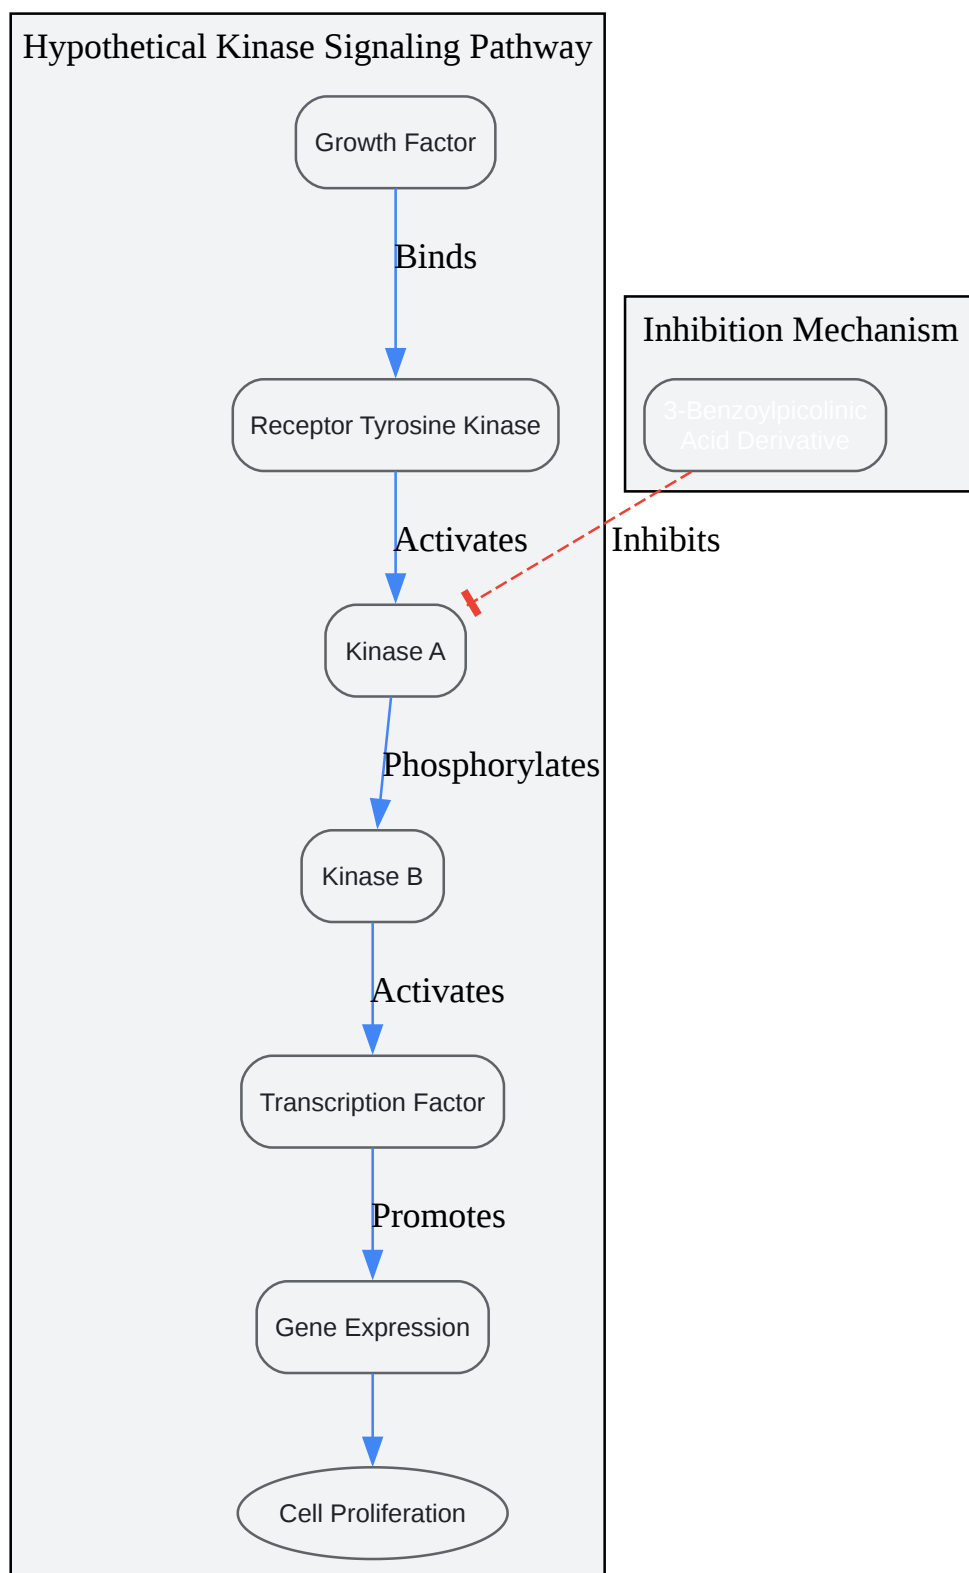 Hypothetical Kinase Signaling Pathway
Growth Factor
Binds
Inhibition Mechanism
Receptor Tyrosine Kinase
3-Benzoylpicolinic
Acid Derivative
Activates
Inhibits
Kinase A
Phosphorylates
Kinase B
Activates
Transcription Factor
Promotes
Gene Expression
Cell Proliferation